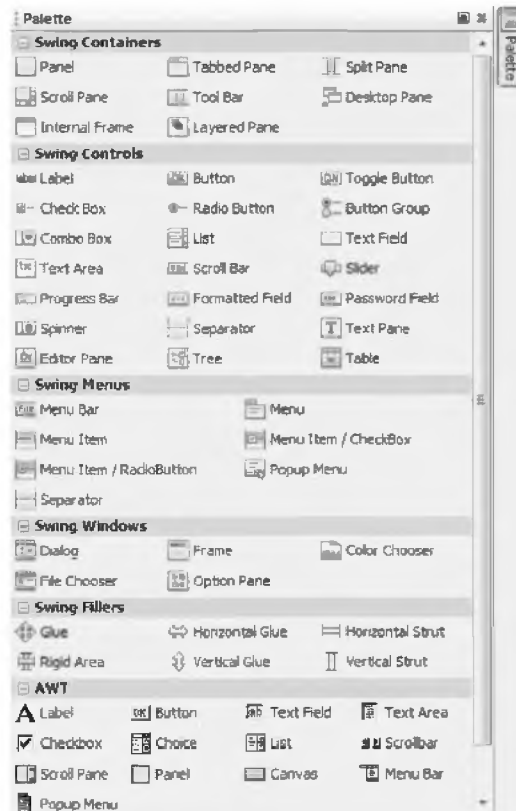 Palette
Palette
Swing Containers
Panel Tabbed Pane Split Pane
Scroll Pane Tool Bar Desktop Pane
Internal Frame Layered Pane
Swing Controls
label Label OK Button ON Toggle Button
Check Box Radio Button Button Group
Combo Box List Text Field
Text Area Scroll Bar Slider
Progress Bar Formatted Field Password Field
Spinner Separator T Text Pane
Editor Pane Tree Table
Swing Menus
Menu Bar Menu
Menu Item Menu Item / CheckBox
Menu Item / RadioButton Popup Menu
Separator
Swing Windows
Dialog Frame Color Chooser
File Chooser Option Pane
Swing Fillers
Glue Horizontal Glue Horizontal Strut
Rigid Area Vertical Glue Vertical Strut
AWT
A Label OK Button ab Text Field Text Area
Checkbox Choice List Scrollbar
Scroll Pane Panel Canvas Menu Bar
Popup Menu